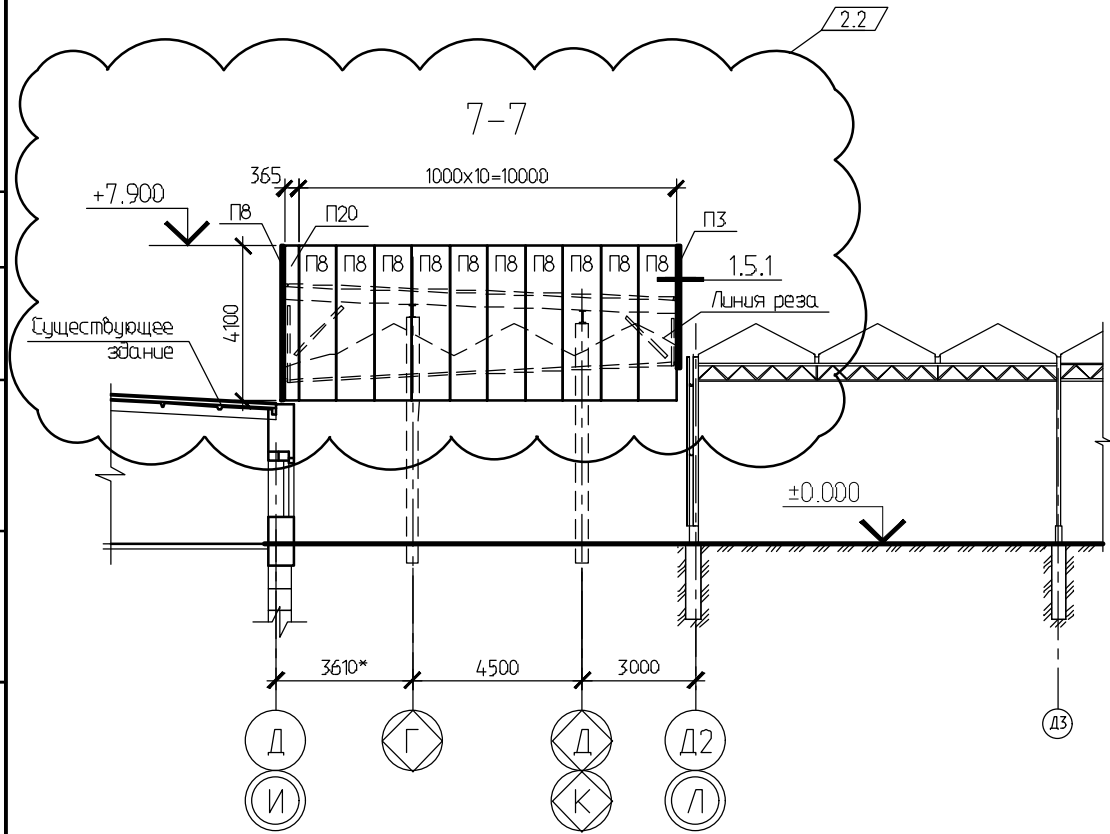 2.2
7-7
365
1000x10=10000
+7.900
П8
П20
П3
П8 П8 П8 П8 П8 П8 П8 П8 П8 П8
1.5.1
Линия реза
4100
Существующее
здание
±0.000
3610*
4500
3000
Д
Г
Д
Д2
Д3
И
К
Л